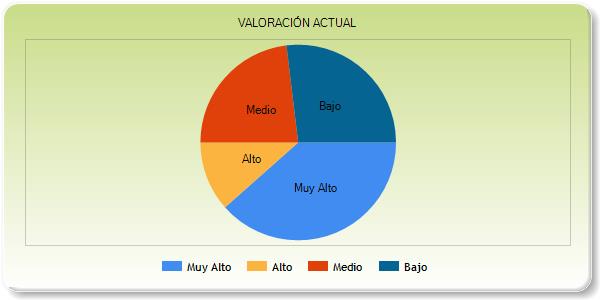 VALORACIÓN ACTUAL
Medio
Bajo
Alto
Muy Alto
Muy Alto Alto Medio Bajo